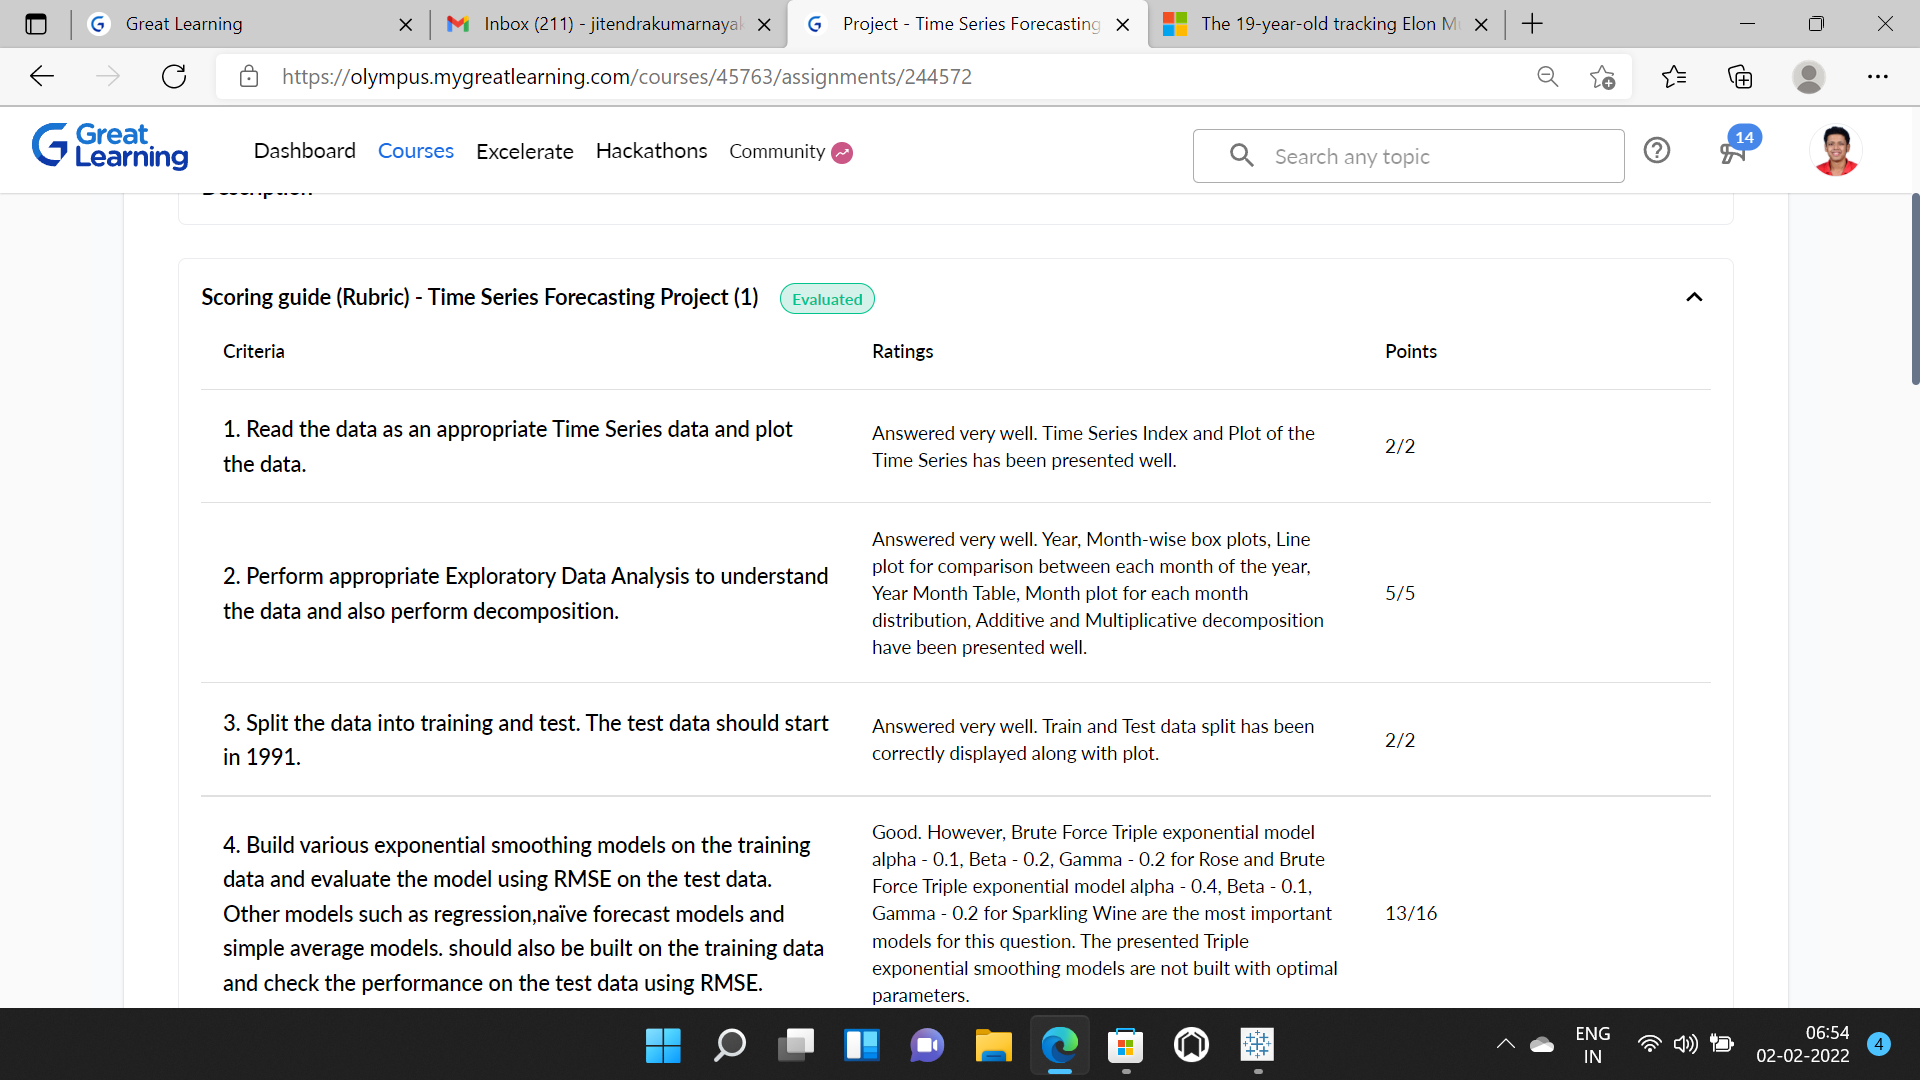 Great Learning
Inbox (211) - jitendrakumarnayak
Project - Time Series Forecasting
The 19-year-old tracking Elon M
https://olympus.mygreatlearning.com/courses/45763/assignments/244572
Great Learning
Dashboard
Courses
Excelerate
Hackathons
Community
Search any topic
14
Description
Scoring guide (Rubric) - Time Series Forecasting Project (1)
Evaluated
Criteria
Ratings
Points
1. Read the data as an appropriate Time Series data and plot
the data.
Answered very well. Time Series Index and Plot of the
Time Series has been presented well.
2/2
2. Perform appropriate Exploratory Data Analysis to understand
the data and also perform decomposition.
Answered very well. Year, Month-wise box plots, Line
plot for comparison between each month of the year,
Year Month Table, Month plot for each month
distribution, Additive and Multiplicative decomposition
have been presented well.
5/5
3. Split the data into training and test. The test data should start
in 1991.
Answered very well. Train and Test data split has been
correctly displayed along with plot.
2/2
4. Build various exponential smoothing models on the training
data and evaluate the model using RMSE on the test data.
Other models such as regression,naïve forecast models and
simple average models. should also be built on the training data
and check the performance on the test data using RMSE.
Good. However, Brute Force Triple exponential model
alpha - 0.1, Beta - 0.2, Gamma - 0.2 for Rose and Brute
Force Triple exponential model alpha - 0.4, Beta - 0.1,
Gamma - 0.2 for Sparkling Wine are the most important
models for this question. The presented Triple
exponential smoothing models are not built with optimal
parameters.
13/16
ENG
IN
06:54
02-02-2022
4